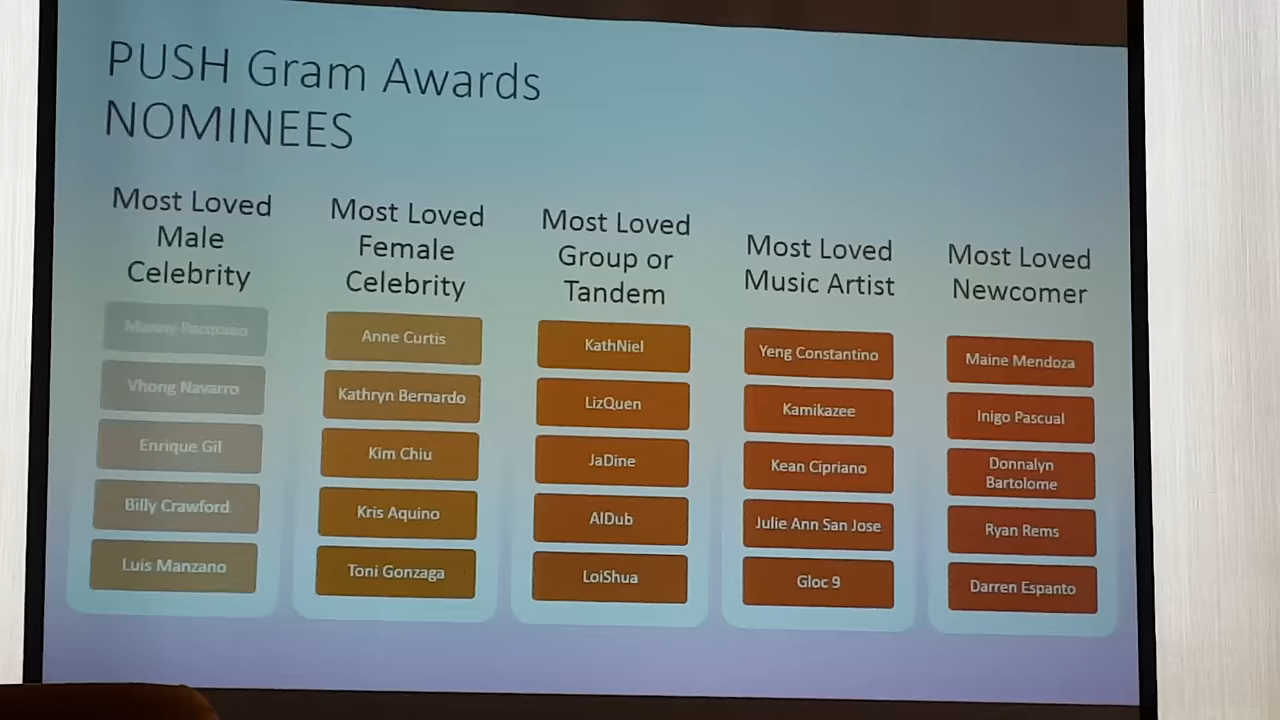 PUSH Gram Awards
NOMINEES
Most Loved
Male
Celebrity
Manny Pacquiao
Vhong Navarro
Enrique Gil
Billy Crawford
Luis Manzano
Most Loved
Female
Celebrity
Anne Curtis
Kathryn Bernardo
Kim Chiu
Kris Aquino
Toni Gonzaga
Most Loved
Group or
Tandem
KathNiel
LizQuen
JaDine
AlDub
LoiShua
Most Loved
Music Artist
Yeng Constantino
Kamikazee
Kean Cipriano
Julie Ann San Jose
Gloc 9
Most Loved
Newcomer
Maine Mendoza
Inigo Pascual
Donnalyn
Bartolome
Ryan Rems
Darren Espanto